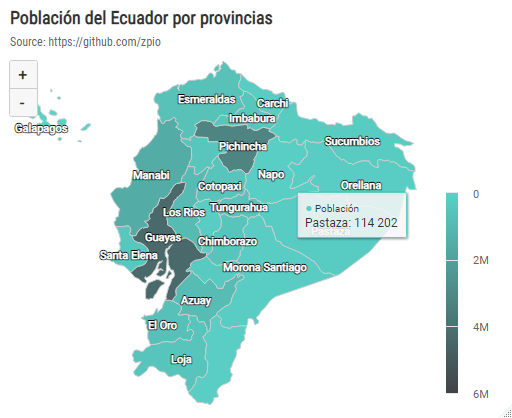 Población del Ecuador por provincias
Source: https://github.com/zpio
+
-
Galapagos
Esmeraldas
Carchi
Imbabura
Pichincha
Sucumbios
Manabi
Cotopaxi
Napo
Orellana
Los Rios
Tungurahua
Población
Pastaza: 114 202
Pastaza
Guayas
Chimborazo
Santa Elena
Morona Santiago
Azuay
El Oro
Loja
0
2M
4M
6M